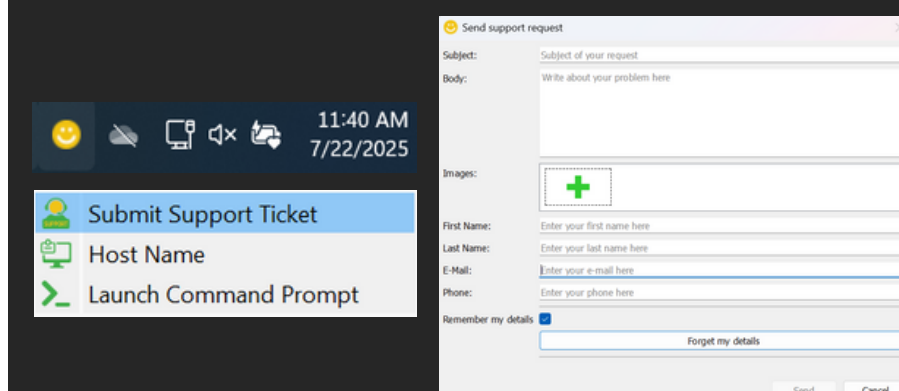 11:40 AM
7/22/2025
Submit Support Ticket
Host Name
Launch Command Prompt
Send support request
Subject:
Subject of your request
Body:
Write about your problem here
Images:
First Name:
Enter your first name here
Last Name:
Enter your last name here
E-Mail:
Enter your e-mail here
Phone:
Enter your phone here
Remember my details
Forget my details
Send
Cancel